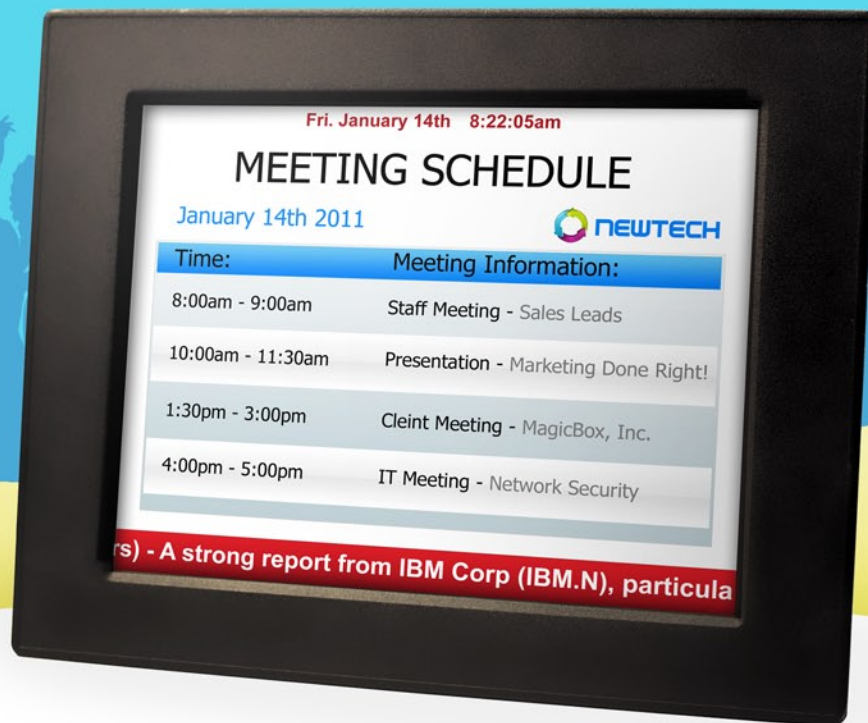 Fri. January 14th 8:22:05am
MEETING SCHEDULE
January 14th 2011
NEWTECH
Time: Meeting Information:
8:00am - 9:00am Staff Meeting - Sales Leads
10:00am - 11:30am Presentation - Marketing Done Right!
1:30pm - 3:00pm Cleint Meeting - MagicBox, Inc.
4:00pm - 5:00pm IT Meeting - Network Security
rs) - A strong report from IBM Corp (IBM.N), particula